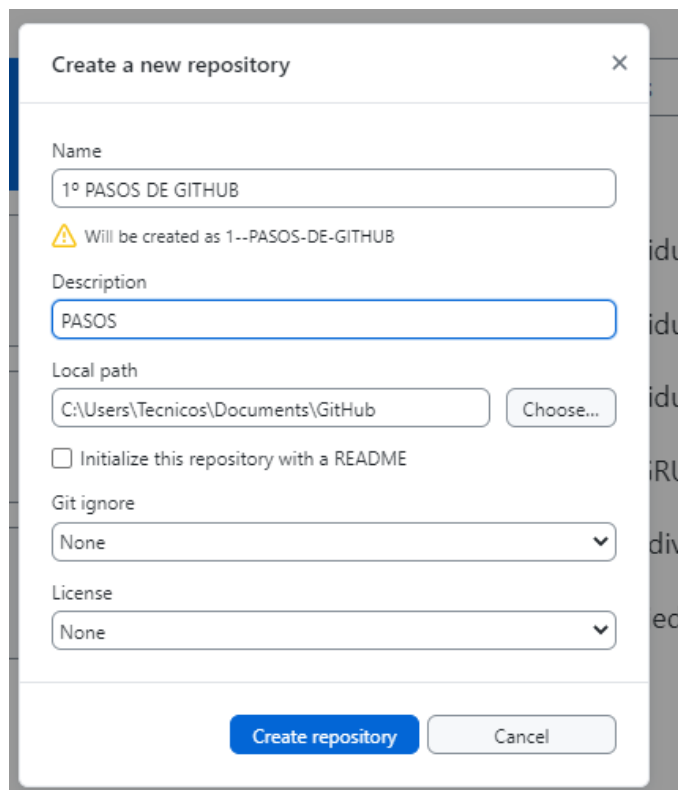 Create a new repository
Name
1º PASOS DE GITHUB
Will be created as 1--PASOS-DE-GITHUB
Description
PASOS
Local path
C:\Users\Tecnicos\Documents\GitHub
Choose...
Initialize this repository with a README
Git ignore
None
License
None
Create repository
Cancel